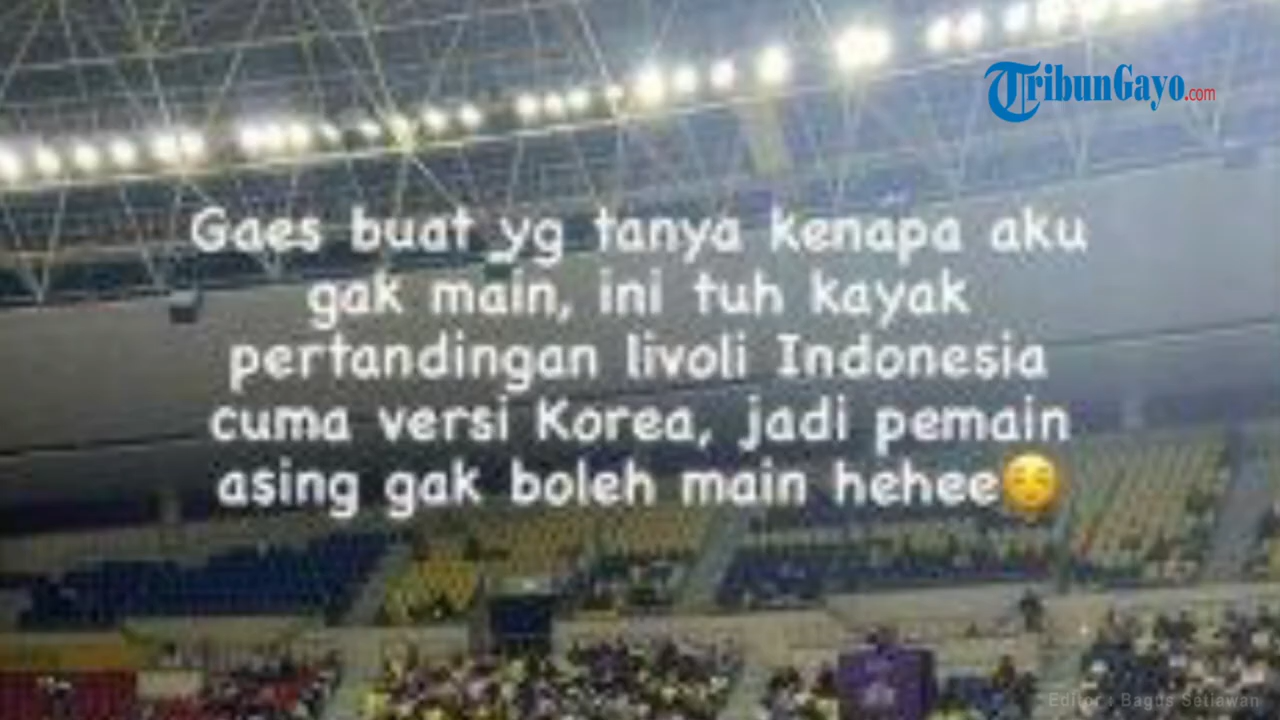 TribunGayo.com
Gaes buat yg tanya kenapa aku
gak main, ini tuh kayak
pertandingan livoli Indonesia
cuma versi Korea, jadi pemain
asing gak boleh main hehee☺️
Editor : Bagus Setiawan